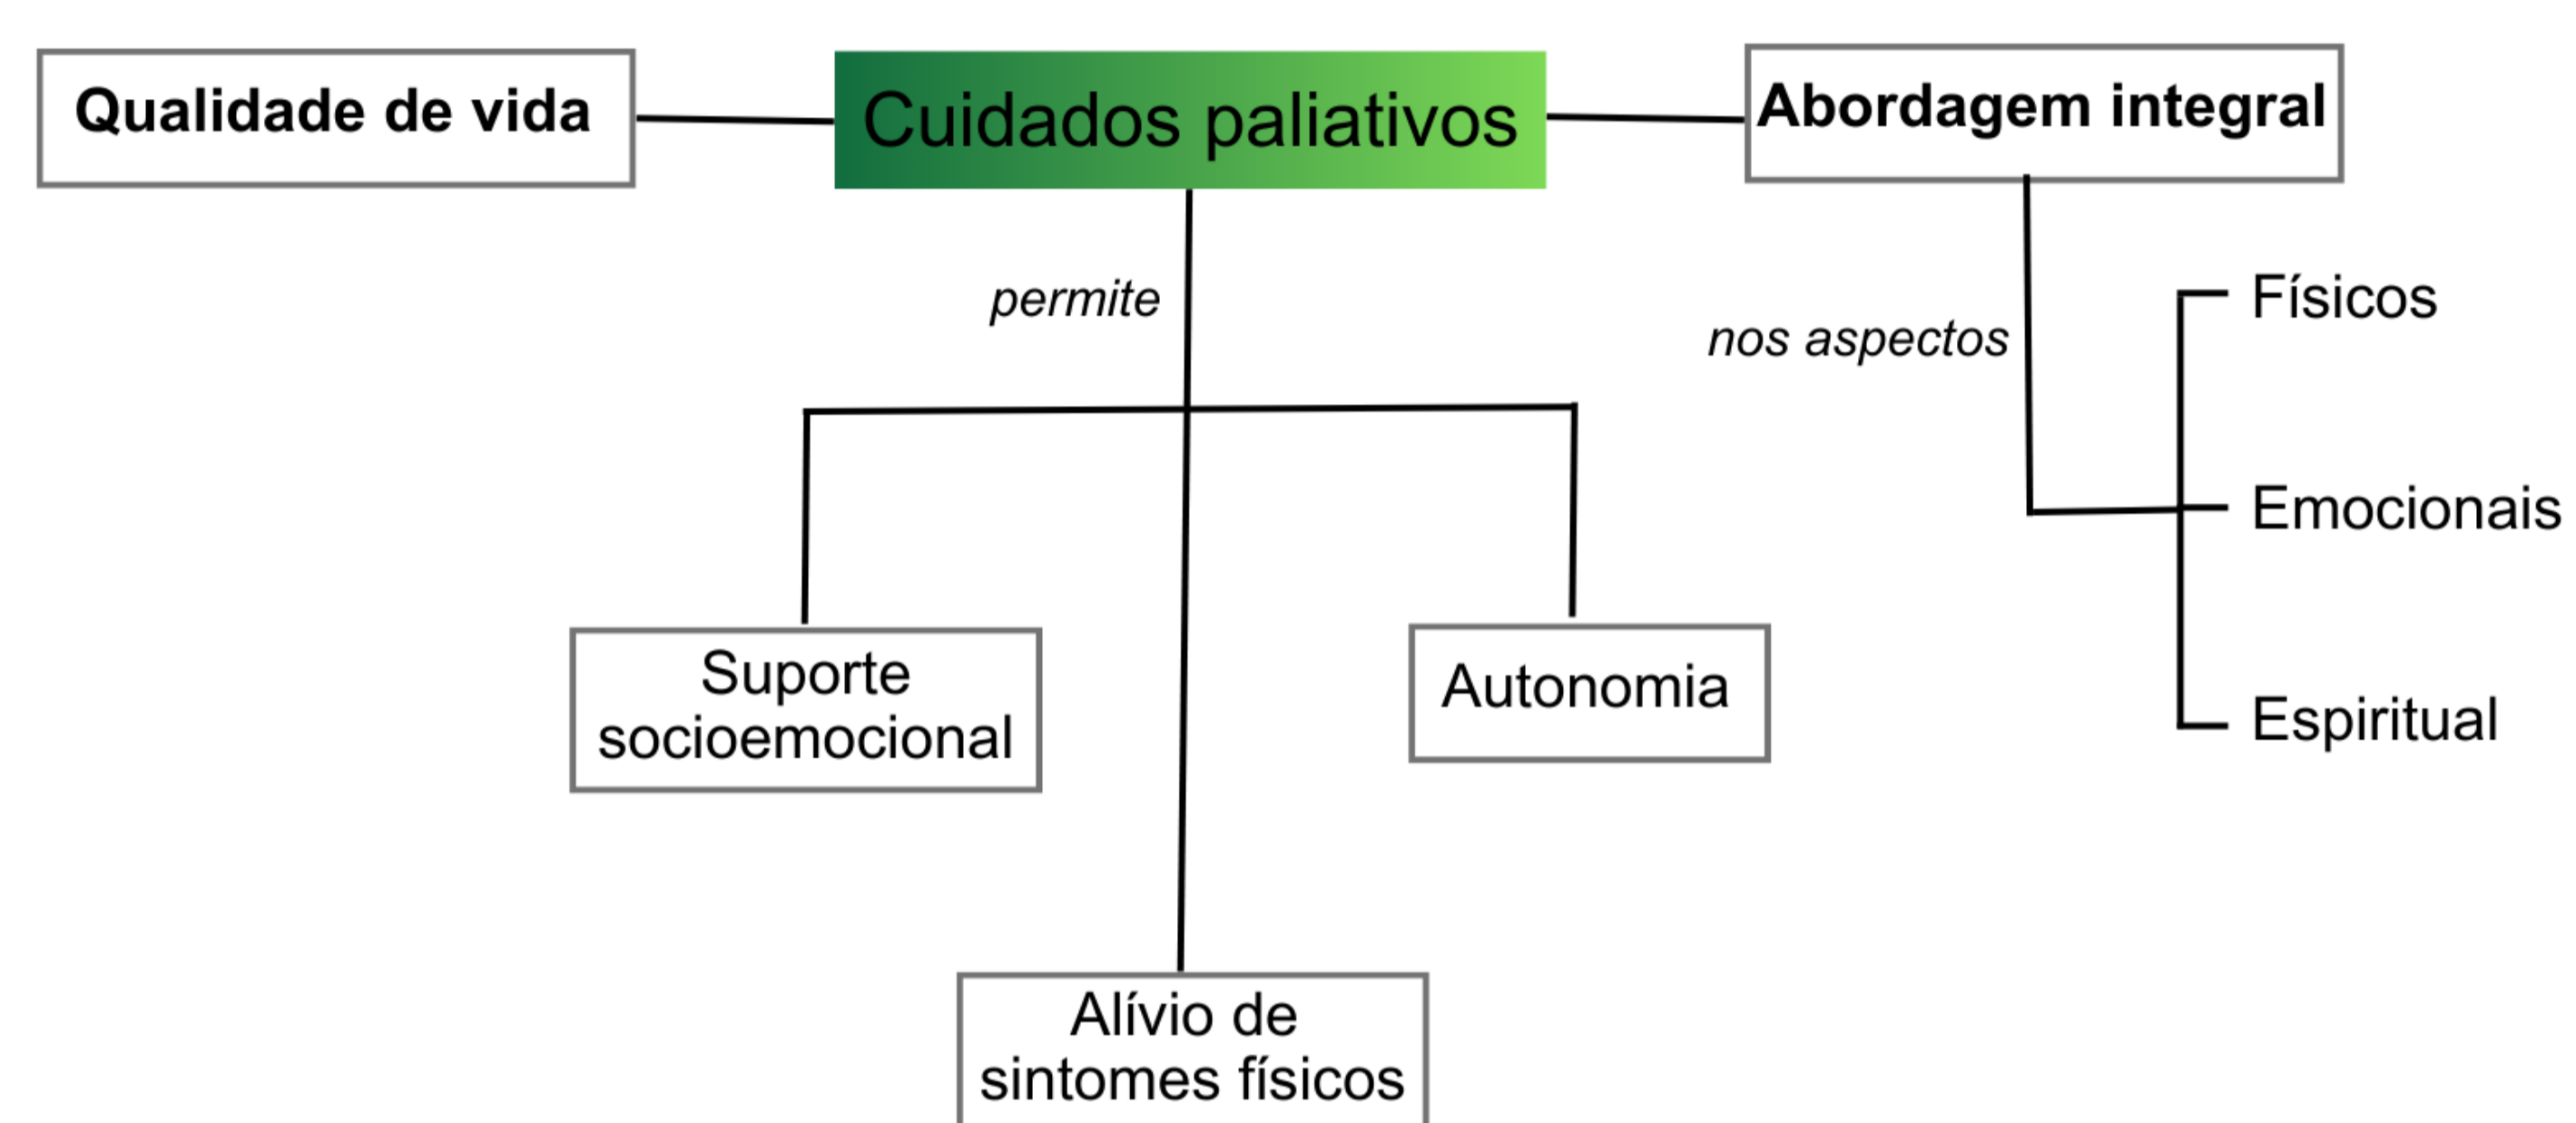 Qualidade de vida
Cuidados paliativos
Abordagem integral
permite
nos aspectos
Físicos
Emocionais
Espiritual
Suporte
socioemocional
Autonomia
Alívio de
sintomes físicos